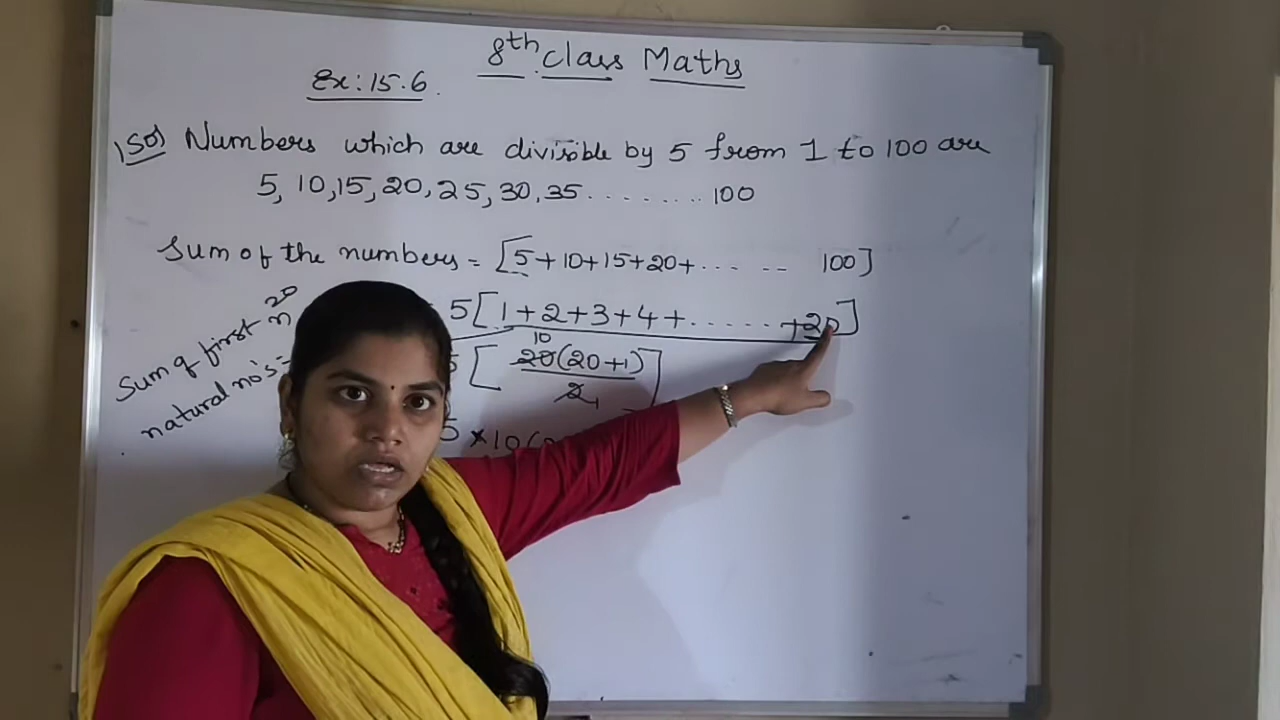 8th class Maths
Ex: 15.6.
1 Sol Numbers which are divisible by 5 from 1 to 100 are
5, 10, 15, 20, 25, 30, 35 . . . . . . . . 100
Sum of the numbers = [5+10+15+20+ . . . . . 100]
5[1+2+3+4+ . . . . . . +20]
Sum of first n 20
natural no's =
5[ 20(20+1) 10
2 1 ]
5 × 10(